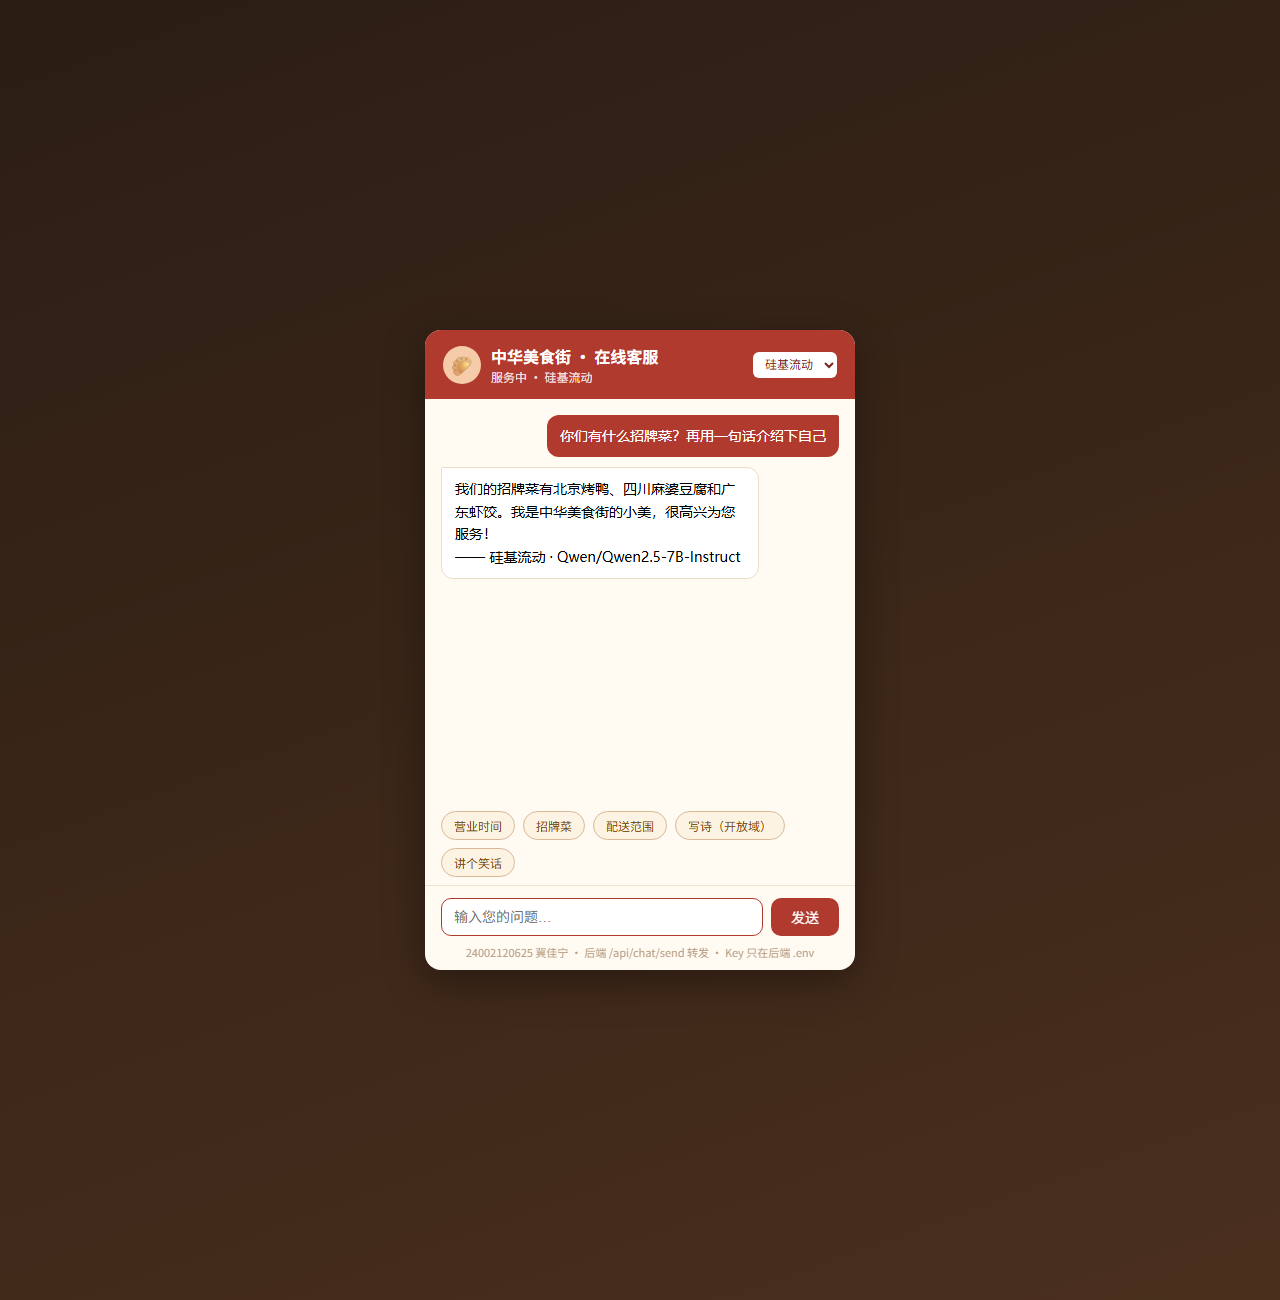 中华美食街 · 在线客服
服务中 · 硅基流动
硅基流动
你们有什么招牌菜？再用一句话介绍下自己
我们的招牌菜有北京烤鸭、四川麻婆豆腐和广
东虾饺。我是中华美食街的小美，很高兴为您
服务！
—— 硅基流动 · Qwen/Qwen2.5-7B-Instruct
营业时间
招牌菜
配送范围
写诗（开放域）
讲个笑话
输入您的问题…
发送
24002120625 冀佳宁 · 后端 /api/chat/send 转发 · Key 只在后端 .env